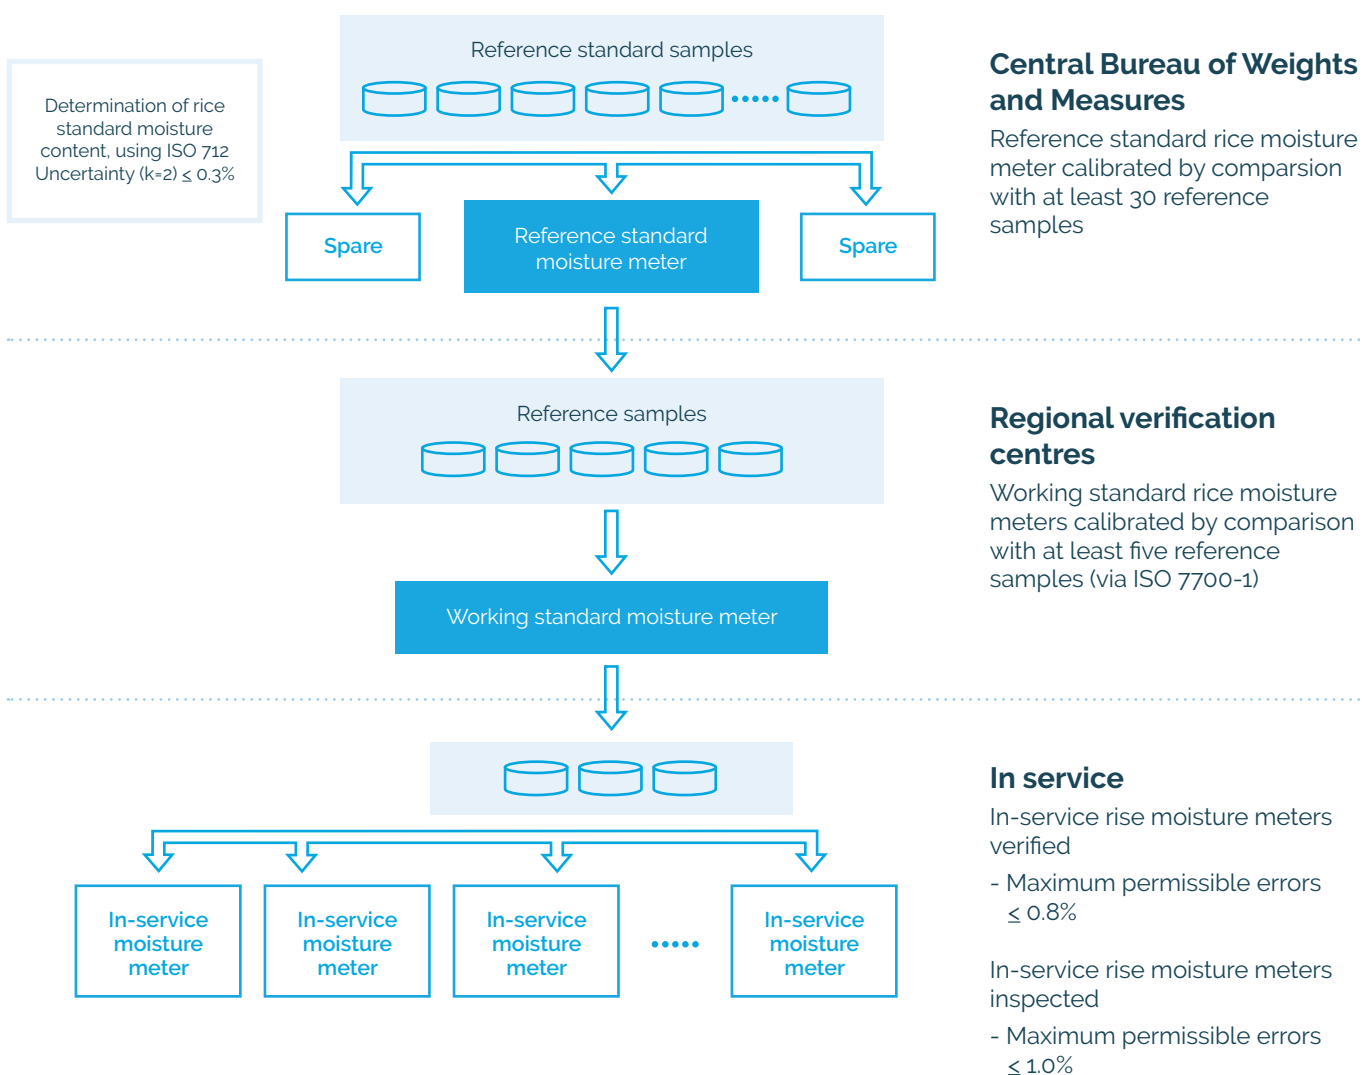 Reference standard samples
Determination of rice
standard moisture
content, using ISO 712
Uncertainty (k=2) ≤ 0.3%
Spare
Reference standard
moisture meter
Spare
Central Bureau of Weights
and Measures
Reference standard rice moisture
meter calibrated by comparsion
with at least 30 reference
samples
Reference samples
Working standard moisture meter
Regional verification
centres
Working standard rice moisture
meters calibrated by comparison
with at least five reference
samples (via ISO 7700-1)
In-service
moisture
meter
In-service
moisture
meter
In-service
moisture
meter
In-service
moisture
meter
In service
In-service rise moisture meters
verified
- Maximum permissible errors
≤ 0.8%
In-service rise moisture meters
inspected
- Maximum permissible errors
≤ 1.0%